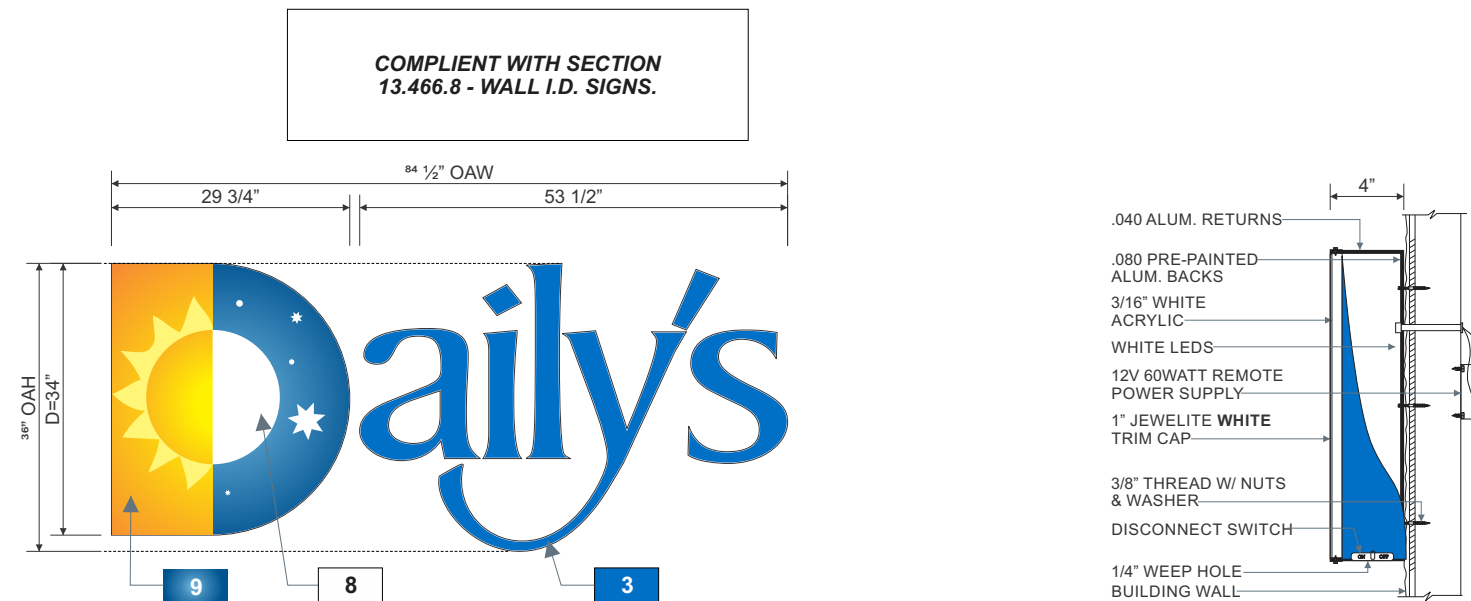 COMPLIENT WITH SECTION
13.466.8 - WALL I.D. SIGNS.
84 ½” OAW
29 3/4”
53 1/2”
36” OAH
D=34”
Daily's
9
8
3
4”
.040 ALUM. RETURNS
.080 PRE-PAINTED
ALUM. BACKS
3/16” WHITE
ACRYLIC
WHITE LEDS
12V 60WATT REMOTE
POWER SUPPLY
1” JEWELITE WHITE
TRIM CAP
3/8” THREAD W/ NUTS
& WASHER
DISCONNECT SWITCH
ON OFF
1/4” WEEP HOLE
BUILDING WALL